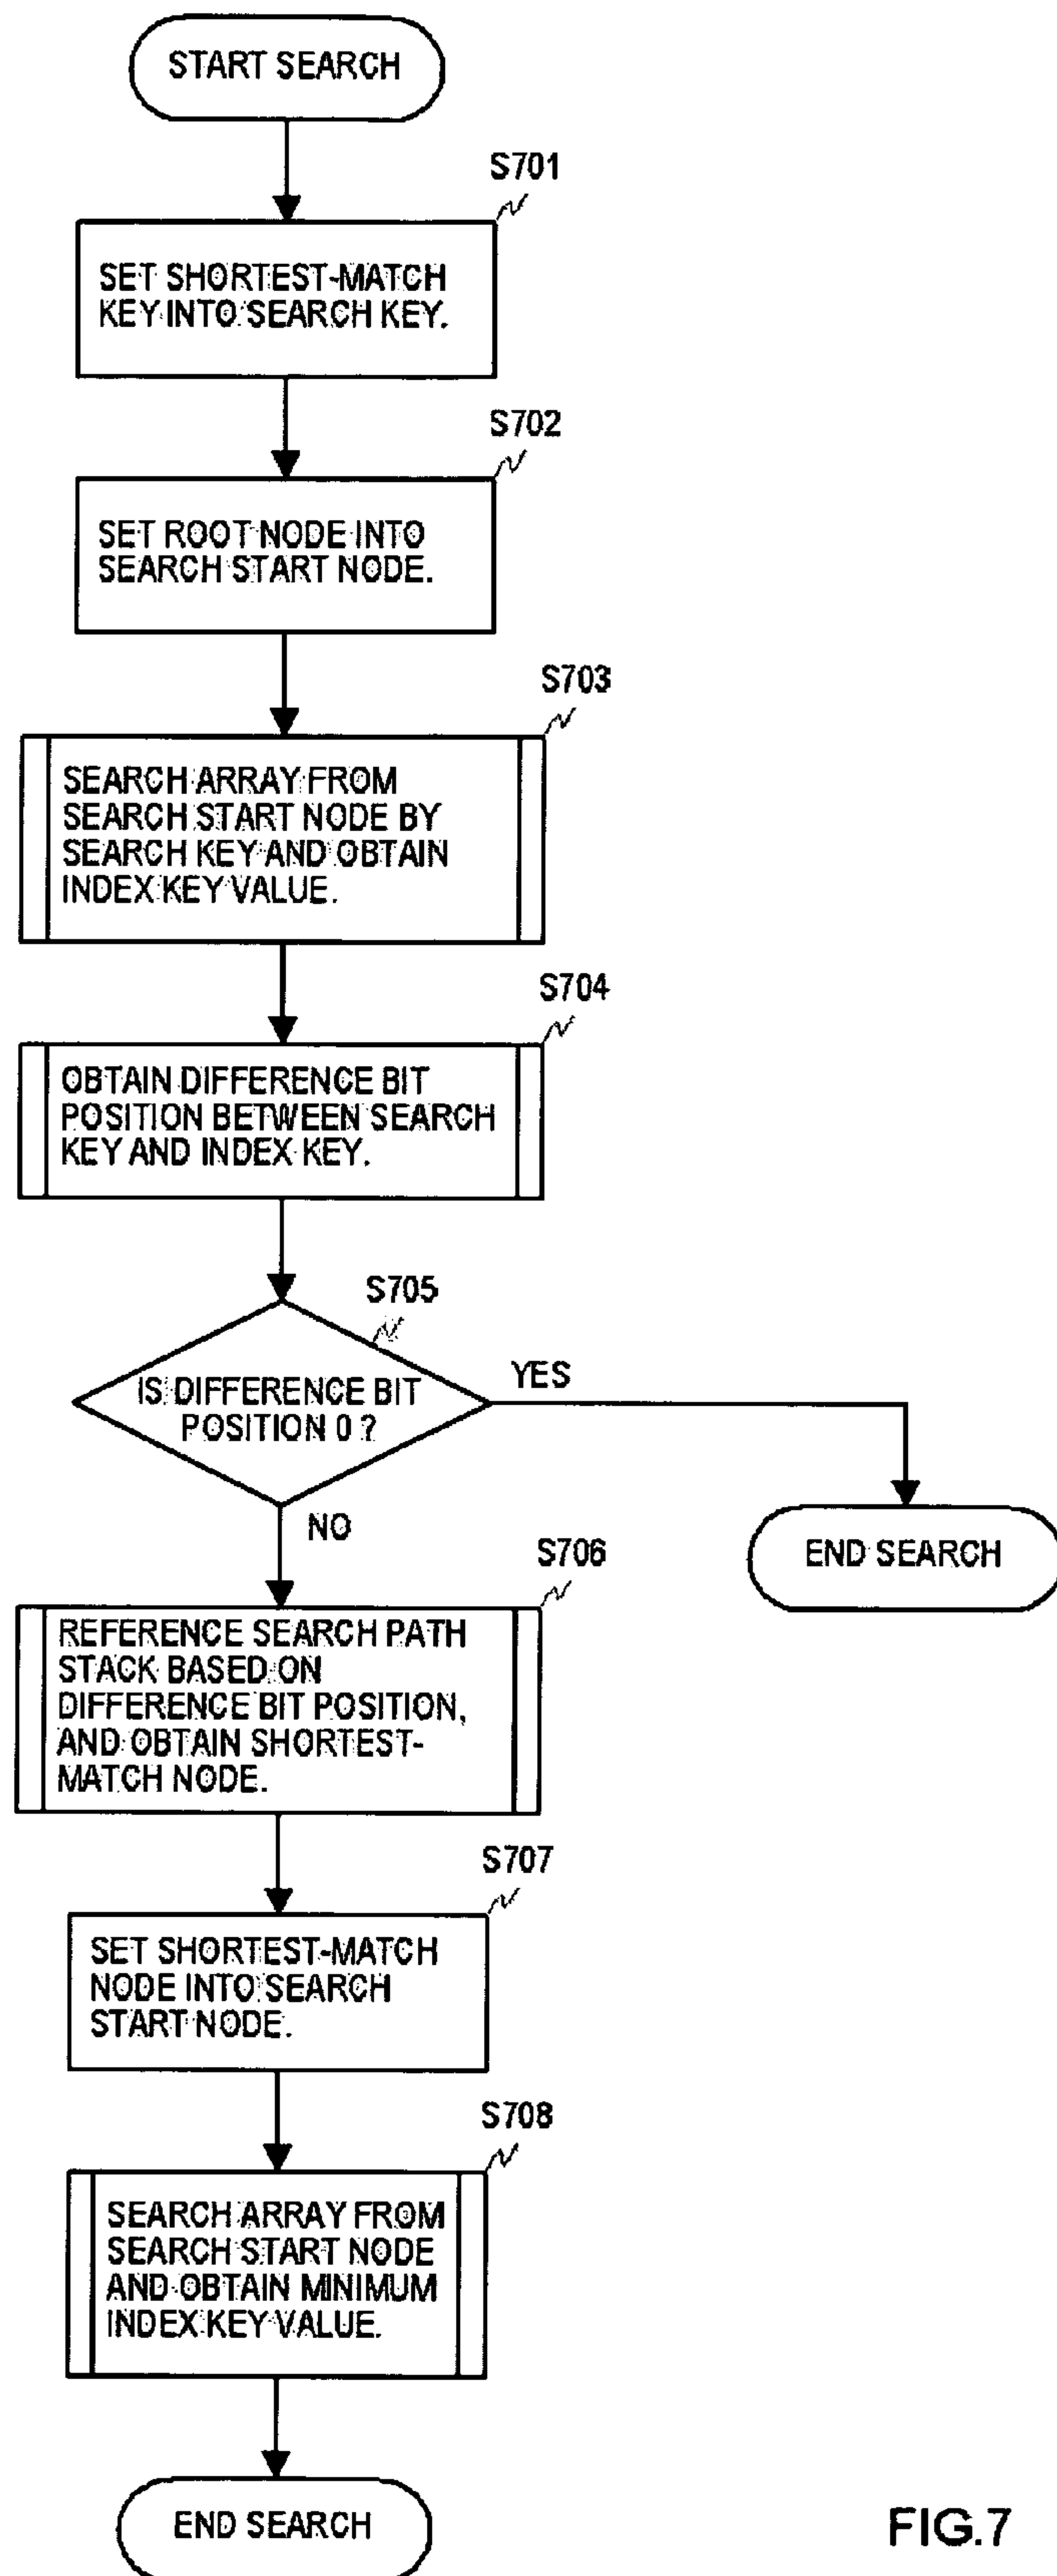 START SEARCH
S701
SET SHORTEST-MATCH
KEY INTO SEARCH KEY.
S702
SET ROOT NODE INTO
SEARCH START NODE.
S703
SEARCH ARRAY FROM
SEARCH START NODE BY
SEARCH KEY AND OBTAIN
INDEX KEY VALUE.
S704
OBTAIN DIFFERENCE BIT
POSITION BETWEEN SEARCH
KEY AND INDEX KEY.
S705
IS DIFFERENCE BIT
POSITION 0 ?
YES
NO
END SEARCH
S706
REFERENCE SEARCH PATH
STACK BASED ON
DIFFERENCE BIT POSITION,
AND OBTAIN SHORTEST-
MATCH NODE.
S707
SET SHORTEST-MATCH
NODE INTO SEARCH
START NODE.
S708
SEARCH ARRAY FROM
SEARCH START NODE
AND OBTAIN MINIMUM
INDEX KEY VALUE.
END SEARCH
FIG.7